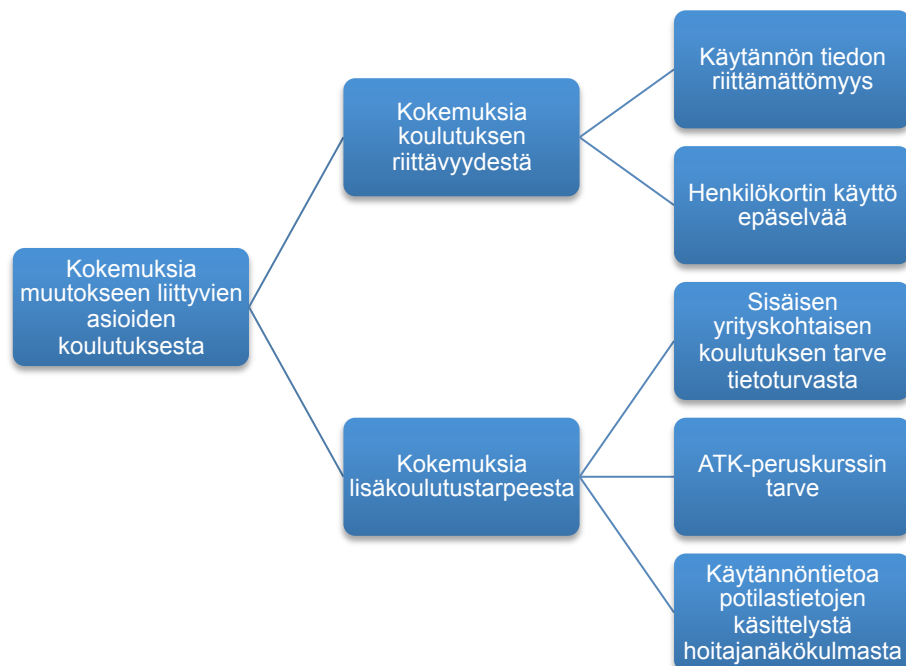 Kokemuksia
muutokseen liittyvien
asioiden
koulutuksesta
Kokemuksia
koulutuksen
riittävyydestä
Käytännön tiedon
riittämättömyys
Henkilökortin käyttö
epäselvää
Kokemuksia
lisäkoulutustarpeesta
Sisäisen
yrityskohtaisen
koulutuksen tarve
tietoturvasta
ATK-peruskurssin
tarve
Käytännöntietoa
potilastietojen
käsittelystä
hoitajanäkökulmasta